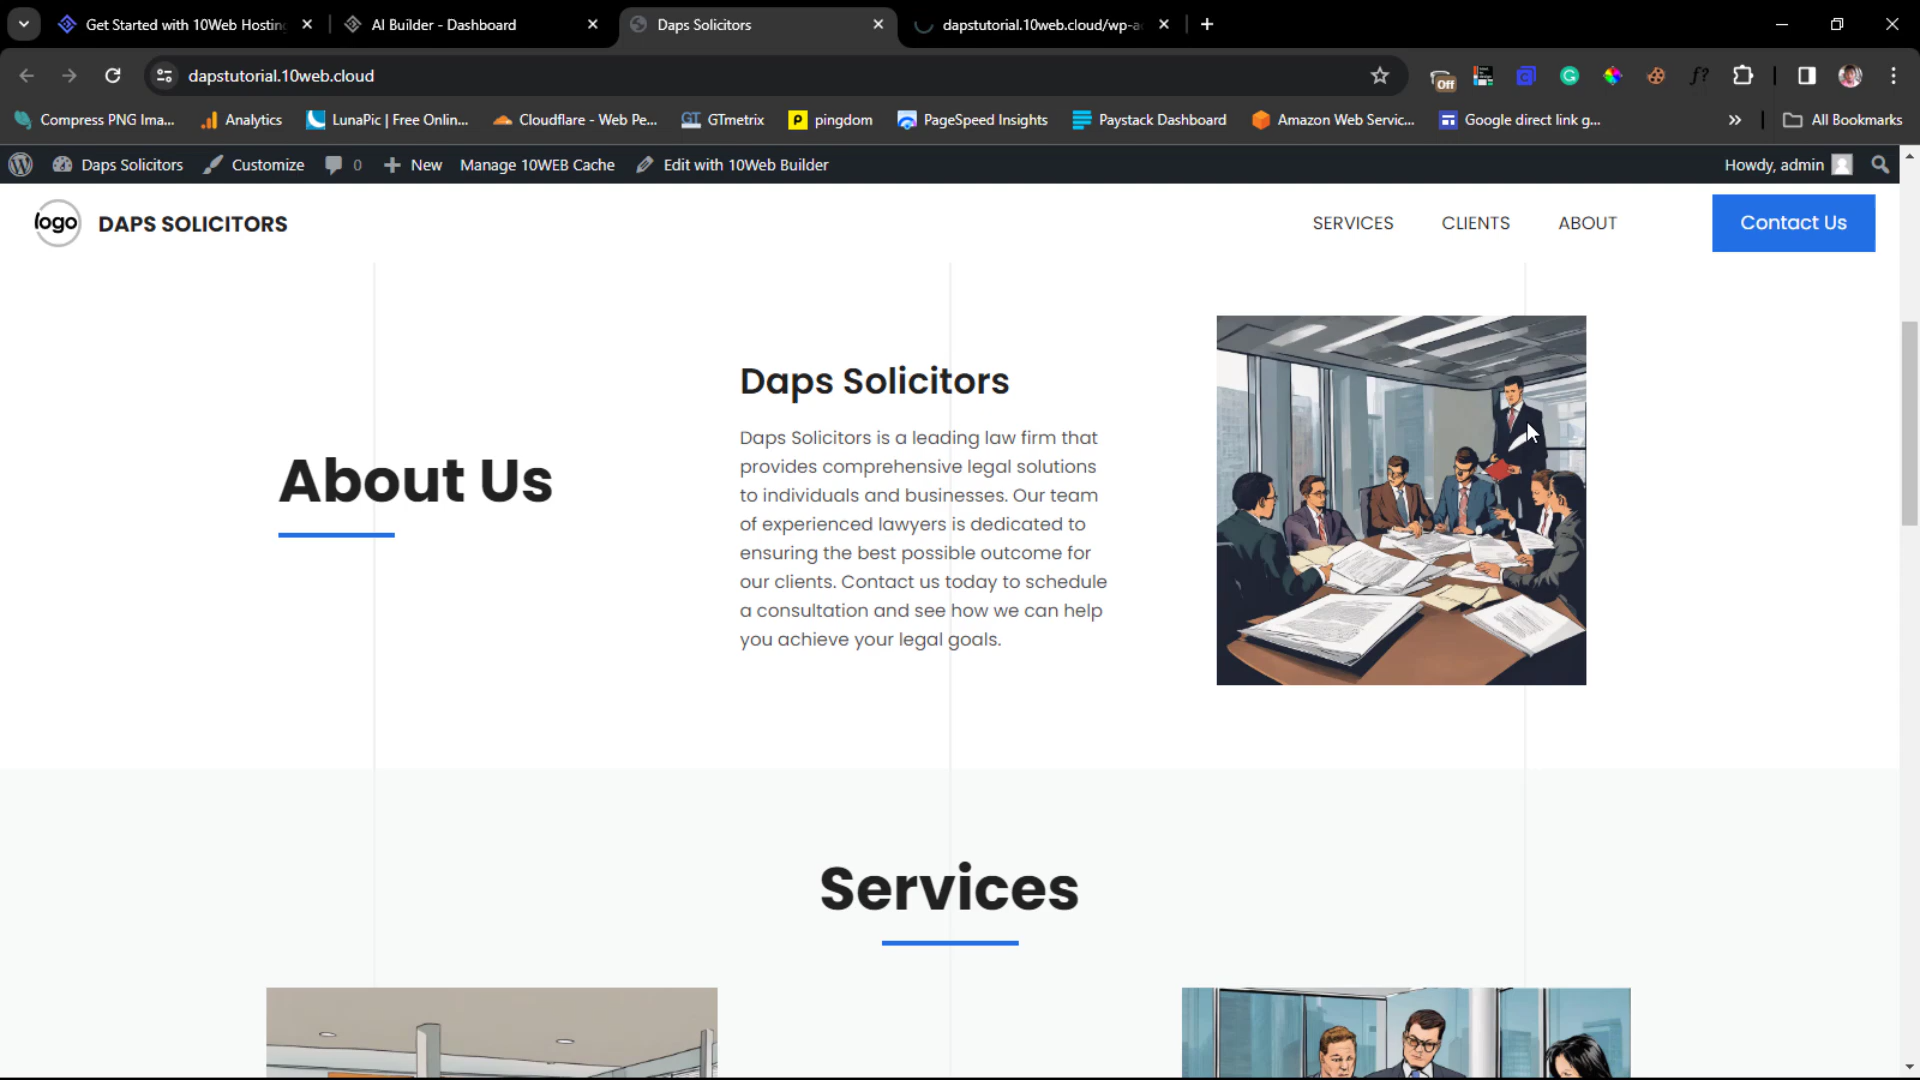 Get Started with 10Web Hosting
AI Builder - Dashboard
Daps Solicitors
dapstutorial.10web.cloud/wp-a
dapstutorial.10web.cloud
Off
Compress PNG Ima...
Analytics
LunaPic | Free Onlin...
Cloudflare - Web Pe...
GT
GTmetrix
pingdom
PageSpeed Insights
Paystack Dashboard
Amazon Web Servic...
Google direct link g...
All Bookmarks
Daps Solicitors
Customize
0
New
Manage 10WEB Cache
Edit with 10Web Builder
Howdy, admin
logo
DAPS SOLICITORS
SERVICES
CLIENTS
ABOUT
Contact Us
About Us
Daps Solicitors
Daps Solicitors is a leading law firm that
provides comprehensive legal solutions
to individuals and businesses. Our team
of experienced lawyers is dedicated to
ensuring the best possible outcome for
our clients. Contact us today to schedule
a consultation and see how we can help
you achieve your legal goals.
Services